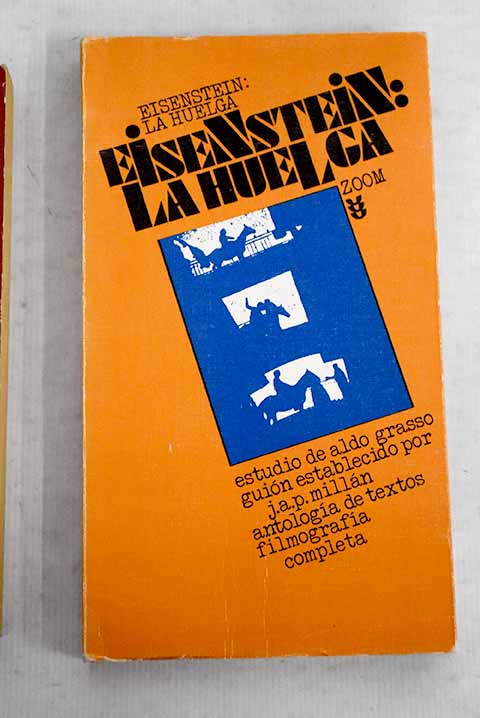 EISENSTEIN:
LA HUELGA
EISENSTEIN:
LA HUELGA
ZOOM
estudio de aldo grasso
guión establecido por
j.a.p. millán
antología de textos
filmografía
completa